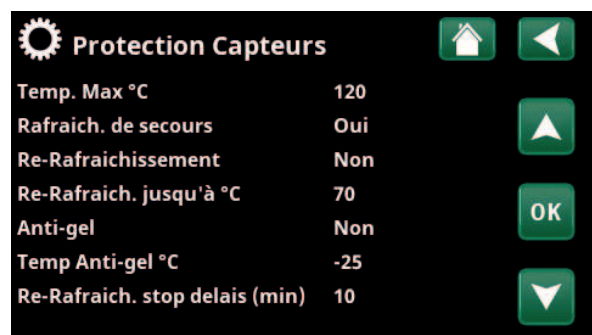 Protection Capteurs
Temp. Max °C 120
Rafraich. de secours Oui
Re-Rafraichissement Non
Re-Rafraich. jusqu'à °C 70
Anti-gel Non
Temp Anti-gel °C -25
Re-Rafraich. stop delais (min) 10
OK